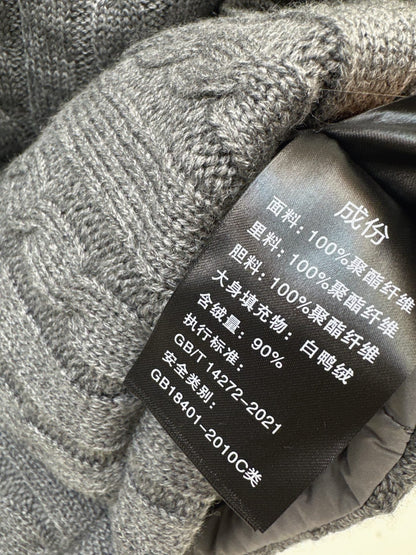 成份
面料：100%聚酯纤维
里料：100%聚酯纤维
胆料：100%聚酯纤维
大身填充物：白鸭绒
含绒量：90%
执行标准：
GB/T 14272-2021
安全类别：
GB18401-2010C类